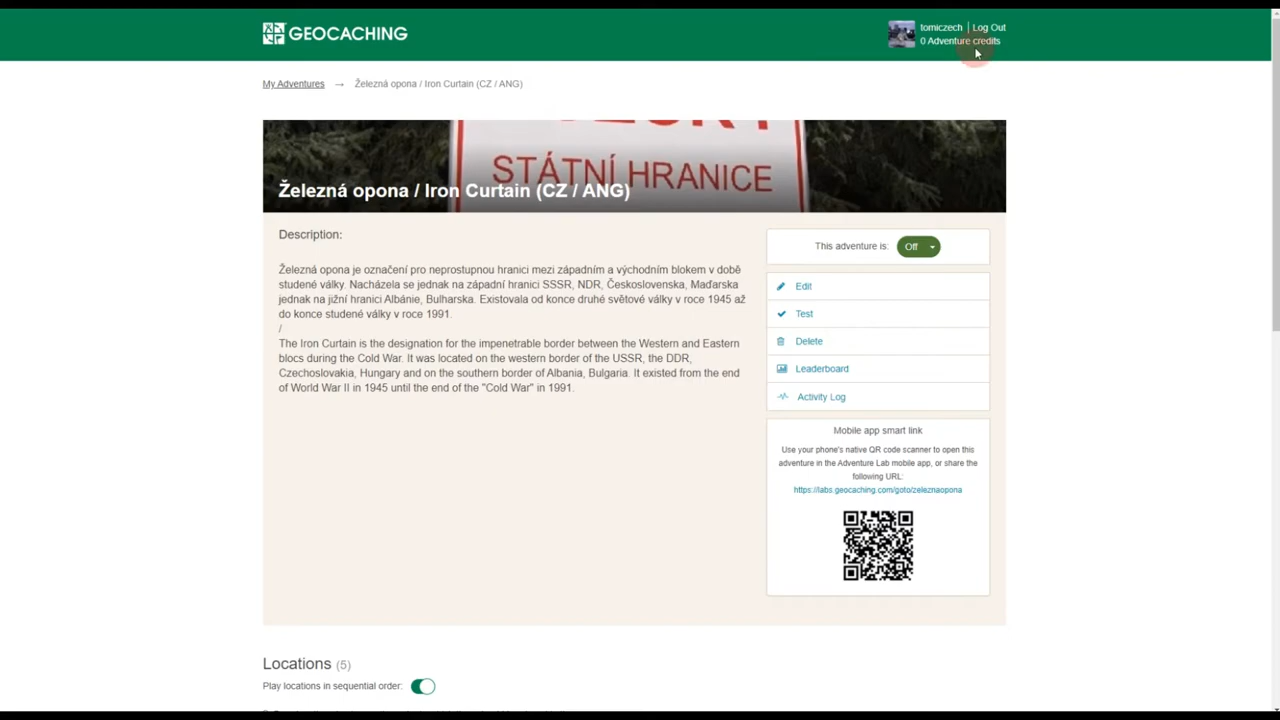 GEOCACHING
tomiczech | Log Out
0 Adventure credits
My Adventures → Železná opona / Iron Curtain (CZ / ANG)
STÁTNÍ HRANICE
Železná opona / Iron Curtain (CZ / ANG)
Description:
Železná opona je označení pro neprostupnou hranici mezi západním a východním blokem v době
studené války. Nacházela se jednak na západní hranici SSSR, NDR, Československa, Maďarska
jednak na jižní hranici Albánie, Bulharska. Existovala od konce druhé světové války v roce 1945 až
do konce studené války v roce 1991.
/
The Iron Curtain is the designation for the impenetrable border between the Western and Eastern
blocs during the Cold War. It was located on the western border of the USSR, the DDR,
Czechoslovakia, Hungary and on the southern border of Albania, Bulgaria. It existed from the end
of World War II in 1945 until the end of the "Cold War" in 1991.
This adventure is: Off
Edit
Test
Delete
Leaderboard
Activity Log
Mobile app smart link
Use your phone's native QR code scanner to open this
adventure in the Adventure Lab mobile app, or share the
following URL:
https://labs.geocaching.com/goto/zeleznaopona
Locations (5)
Play locations in sequential order: